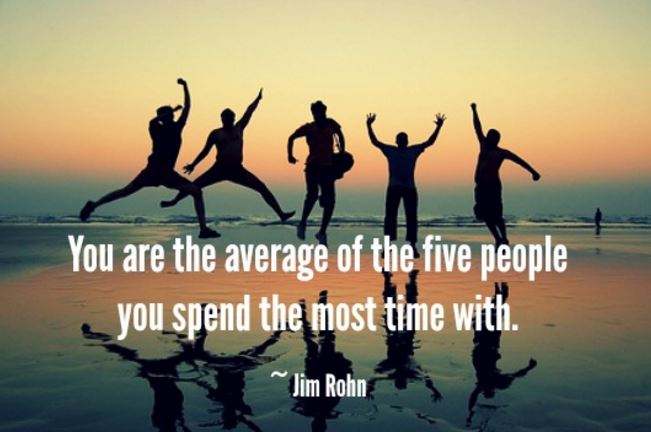 You are the average of the five people
you spend the most time with.
~ Jim Rohn